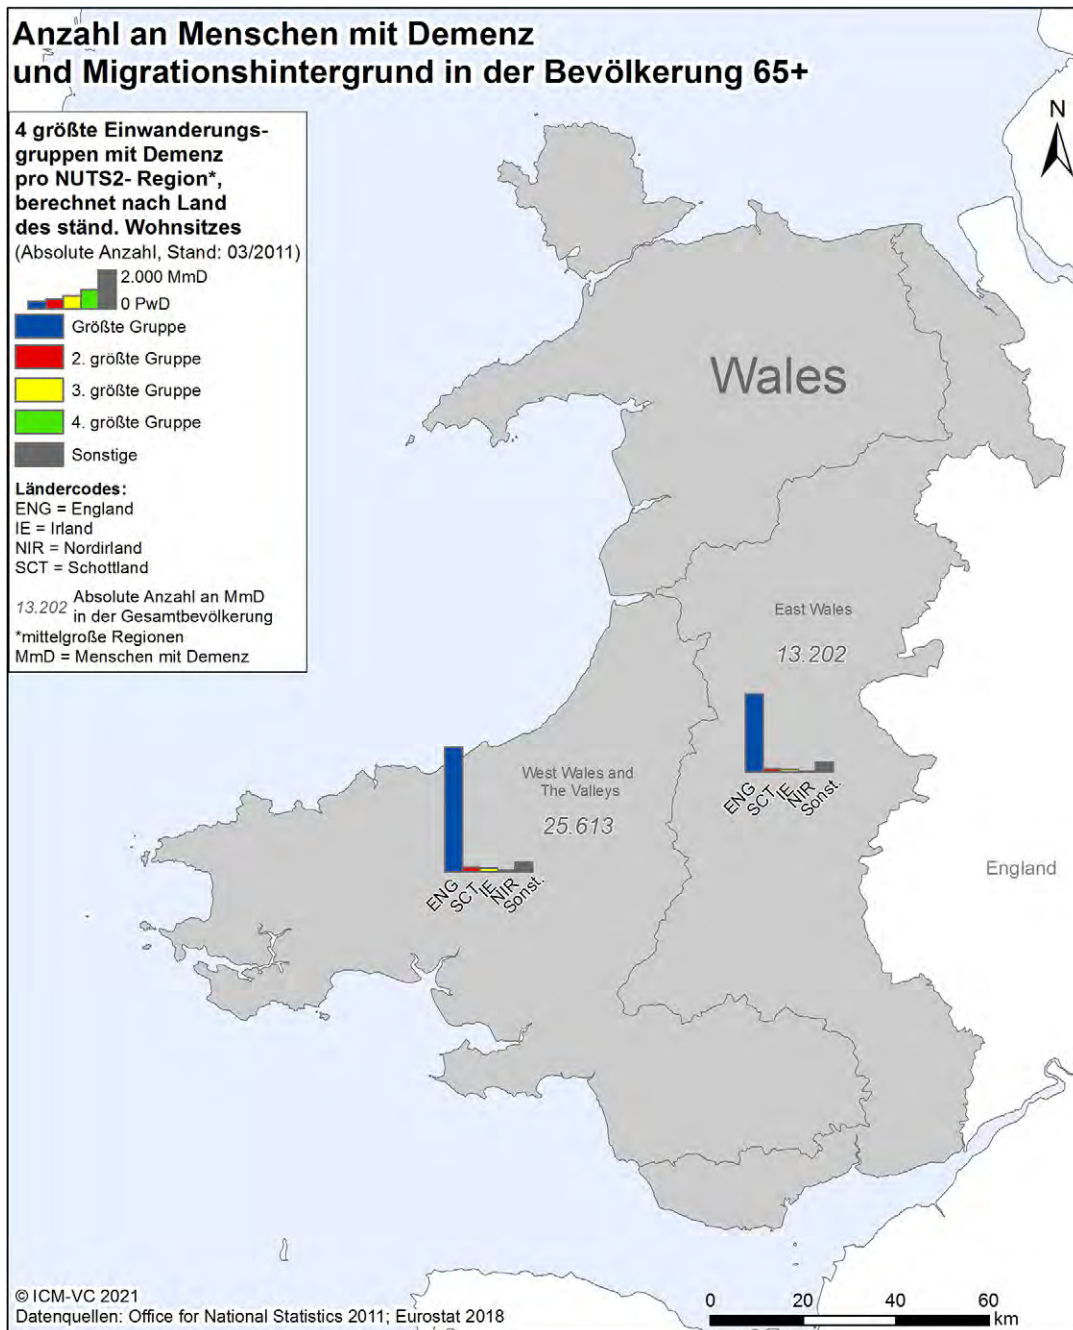 Anzahl an Menschen mit Demenz
und Migrationshintergrund in der Bevölkerung 65+
4 größte Einwanderungs-
gruppen mit Demenz
pro NUTS2- Region*,
berechnet nach Land
des ständ. Wohnsitzes
(Absolute Anzahl, Stand: 03/2011)
2.000 MmD
0 PwD
Größte Gruppe
2. größte Gruppe
3. größte Gruppe
4. größte Gruppe
Sonstige
Ländercodes:
ENG = England
IE = Irland
NIR = Nordirland
SCT = Schottland
13.202 Absolute Anzahl an MmD
in der Gesamtbevölkerung
*mittelgroße Regionen
MmD = Menschen mit Demenz
N
Wales
East Wales
13.202
ENG
SCT
IE
NIR
Sonst.
West Wales and
The Valleys
25.613
ENG
SCT
IE
NIR
Sonst.
England
© ICM-VC 2021
Datenquellen: Office for National Statistics 2011; Eurostat 2018
0 20 40 60
km